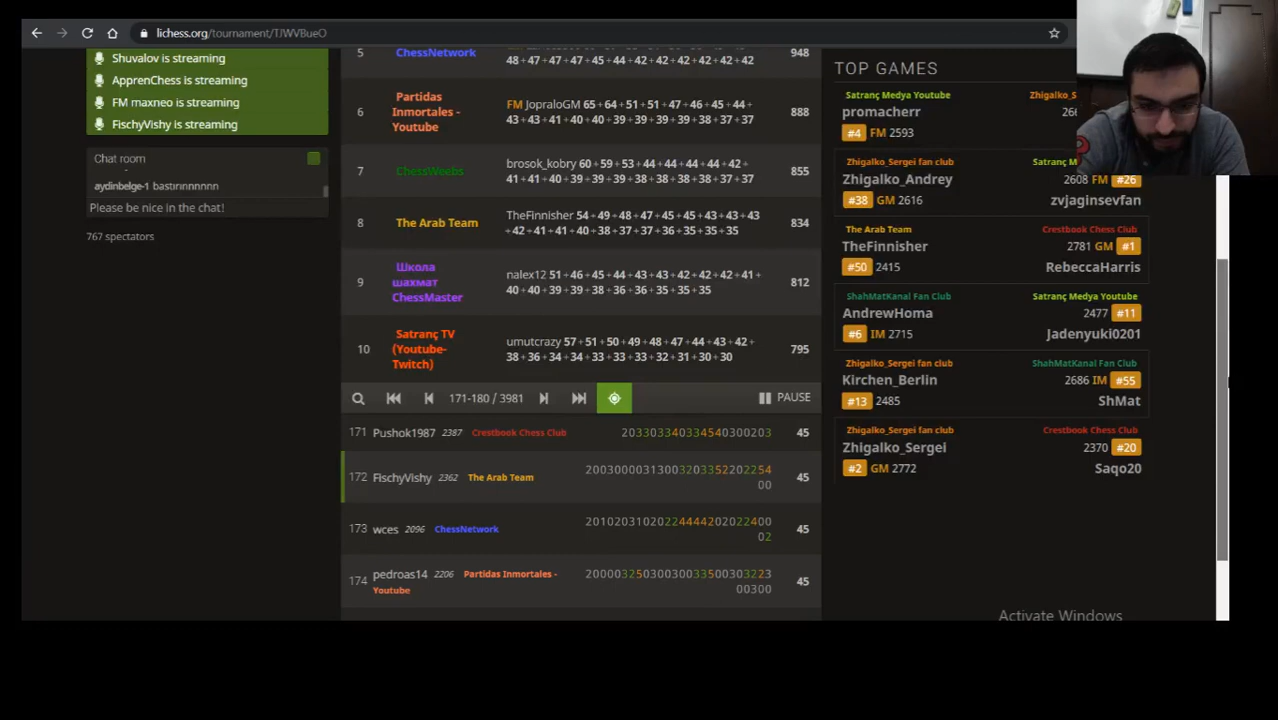 lichess.org/tournament/TJWVBueO
Shuvalov is streaming
ApprenChess is streaming
FM maxneo is streaming
FischyVishy is streaming
Chat room
aydinbelge-1 bastırınnnnnn
Please be nice in the chat!
767 spectators
5 ChessNetwork 948
48+47+47+45+44+42+42+42+42+42
6 Partidas Inmortales - Youtube FM JopraloGM 65+64+51+51+47+46+45+44+ 888
43+43+41+40+40+39+39+39+38+37+37
7 ChessWeebs brosok_kobry 60+59+53+44+44+44+44+42+ 855
41+41+40+39+39+38+38+38+38+37+37
8 The Arab Team TheFinnisher 54+49+48+47+45+45+43+43+43 834
+42+41+41+40+38+37+37+36+35+35+35
9 Школа шахмат ChessMaster nalex12 51+46+45+44+43+43+42+42+42+41+ 812
40+40+39+39+38+36+36+35+35+35
10 Satranç TV (Youtube- Twitch) umutcrazy 57+51+50+49+48+47+44+43+42+ 795
38+36+34+34+33+33+33+32+31+30+30
171-180 / 3981 PAUSE
171 Pushok1987 2387 Crestbook Chess Club 20330334033454030020​3 45
172 FischyVishy 2362 The Arab Team 2003000031300320335220225​4 45
00
173 wces 2096 ChessNetwork 2010203102022444420202​2400 45
02
174 pedroas14 2206 Partidas Inmortales - Youtube 2000032503003003350030322​3 45
00300
TOP GAMES
Satranç Medya Youtube Zhigalko_S
promacherr 266
#4 FM 2593
Zhigalko_Sergei fan club Satranç M
Zhigalko_Andrey 2608 FM #26
#38 GM 2616 zvjaginsevfan
The Arab Team Crestbook Chess Club
TheFinnisher 2781 GM #1
#50 2415 RebeccaHarris
ShahMatKanal Fan Club Satranç Medya Youtube
AndrewHoma 2477 #11
#6 IM 2715 Jadenyuki0201
Zhigalko_Sergei fan club ShahMatKanal Fan Club
Kirchen_Berlin 2686 IM #55
#13 2485 ShMat
Zhigalko_Sergei fan club Crestbook Chess Club
Zhigalko_Sergei 2370 #20
#2 GM 2772 Saqo20
Activate Windows